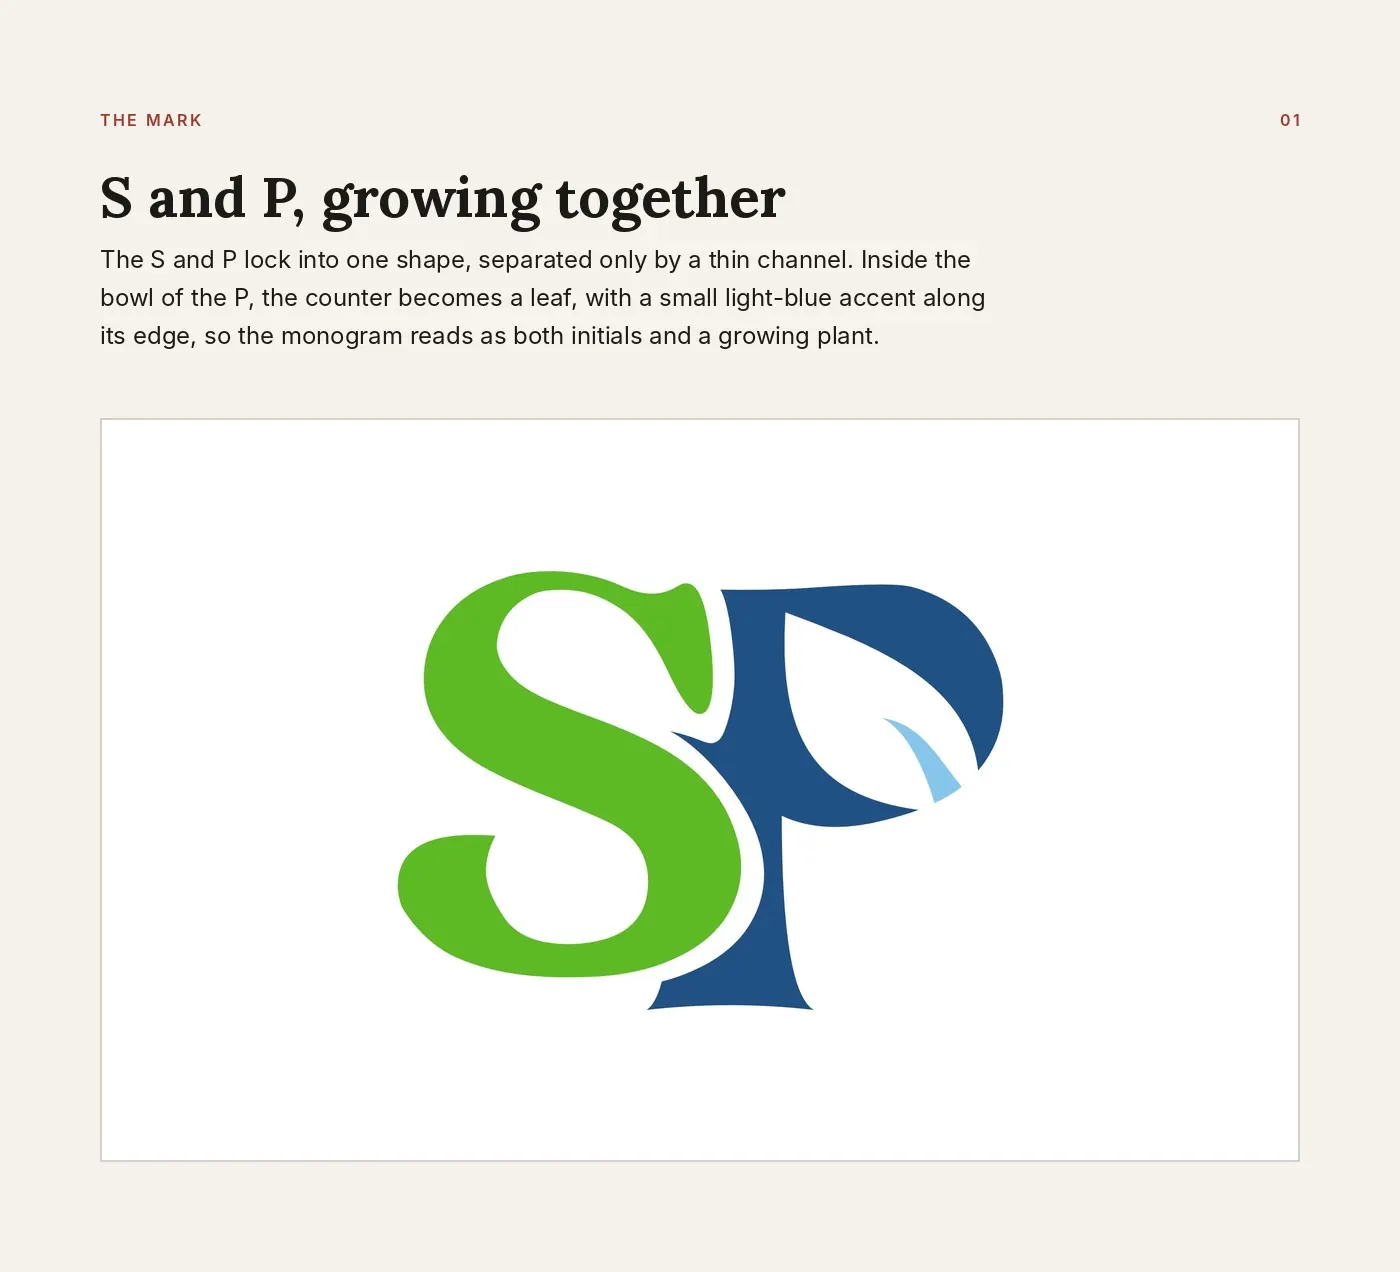 THE MARK
01
S and P, growing together
The S and P lock into one shape, separated only by a thin channel. Inside the
bowl of the P, the counter becomes a leaf, with a small light-blue accent along
its edge, so the monogram reads as both initials and a growing plant.
SP